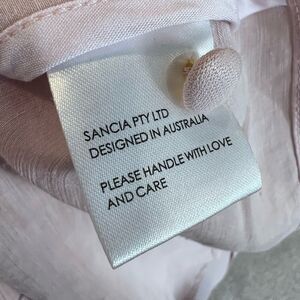 SANCIA PTY LTD
DESIGNED IN AUSTRALIA
PLEASE HANDLE WITH LOVE
AND CARE